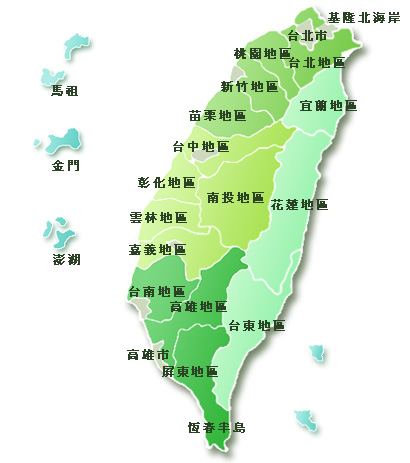 基隆北海岸
台北市
桃園地區
台北地區
新竹地區
馬祖
宜蘭地區
苗栗地區
台中地區
金門
彰化地區
南投地區
花蓮地區
雲林地區
嘉義地區
澎湖
台南地區
高雄地區
台東地區
高雄市
屏東地區
恆春半島